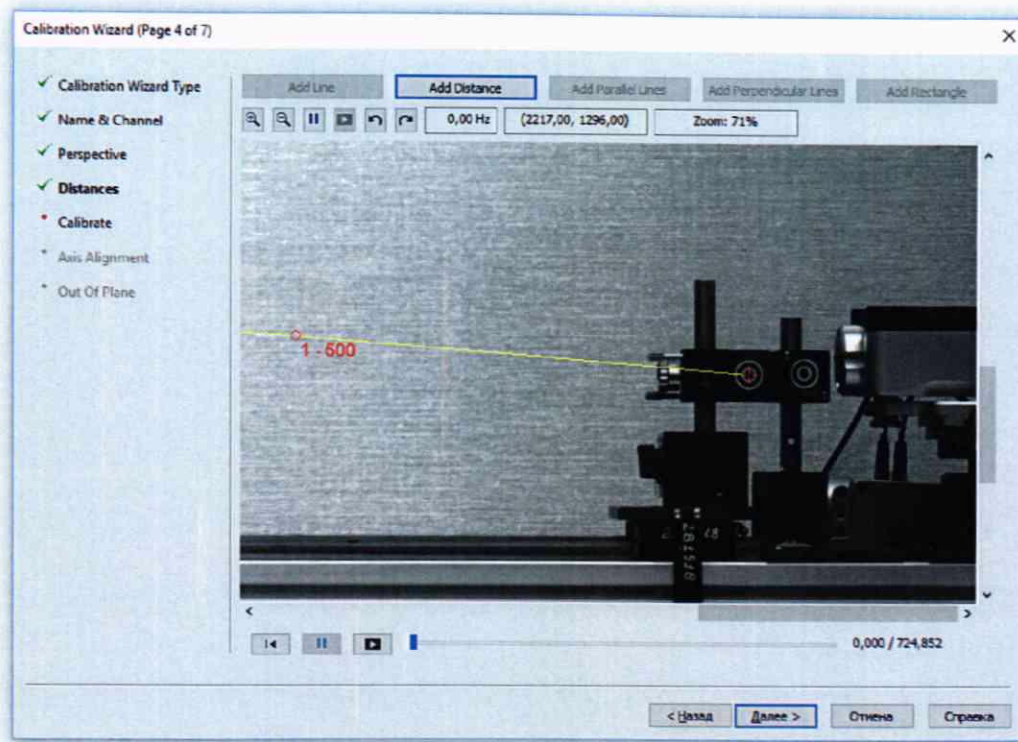 Calibration Wizard (Page 4 of 7)
Calibration Wizard Type
Name & Channel
Perspective
Distances
Calibrate
Axis Alignment
Out Of Plane
Add Line
Add Distance
Add Parallel Lines
Add Perpendicular Lines
Add Rectangle
0,00 Hz
(2217,00, 1296,00)
Zoom: 71%
1 - 500
0,000 / 724,852
< Назад
Далее >
Отмена
Справка